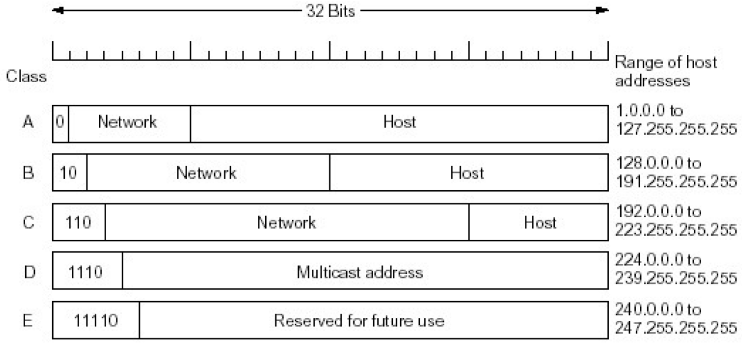 32 Bits
Class
Range of host
addresses
A
0
Network
Host
1.0.0.0 to
127.255.255.255
B
10
Network
Host
128.0.0.0 to
191.255.255.255
C
110
Network
Host
192.0.0.0 to
223.255.255.255
D
1110
Multicast address
224.0.0.0 to
239.255.255.255
E
11110
Reserved for future use
240.0.0.0 to
247.255.255.255